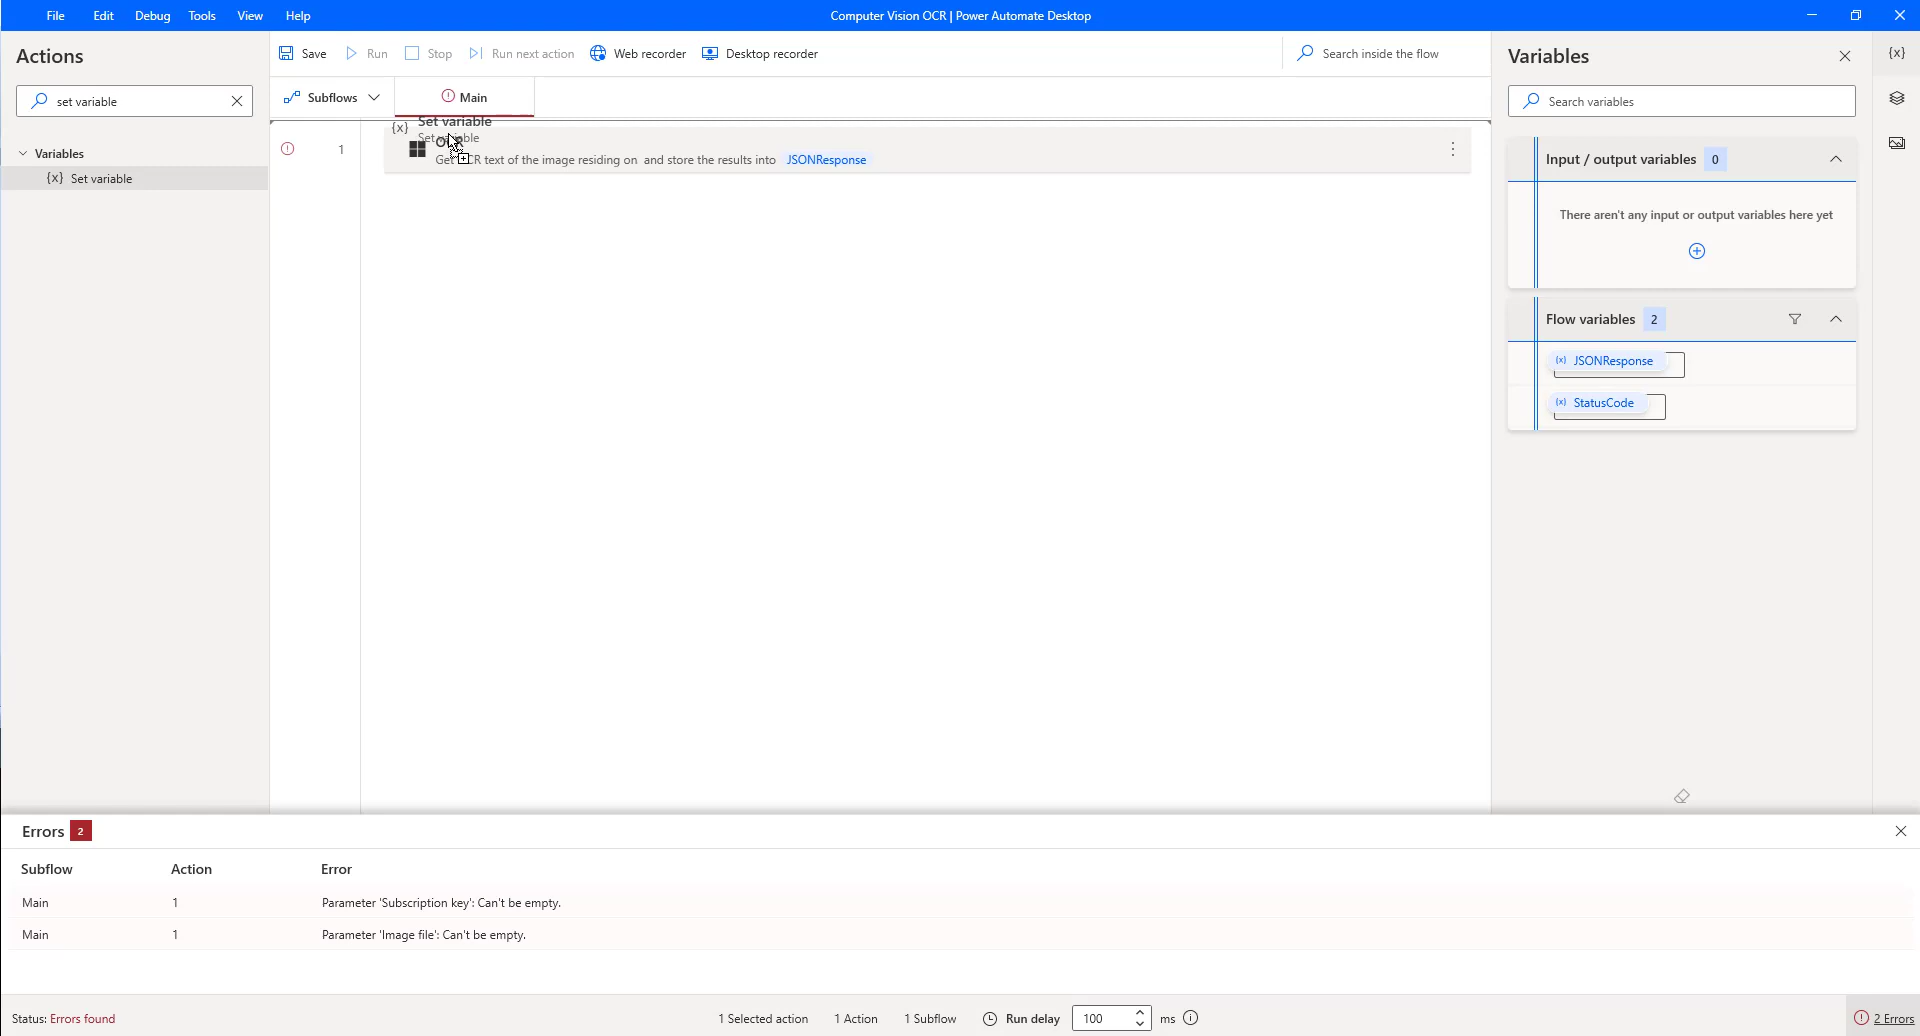 File Edit Debug Tools View Help
Computer Vision OCR | Power Automate Desktop
Actions
set variable
Variables
{x} Set variable
Save Run Stop Run next action Web recorder Desktop recorder
Search inside the flow
Subflows
Main
{x} Set variable
Set variable
1
OCR
Get OCR text of the image residing on and store the results into JSONResponse
Variables
{x}
Search variables
Input / output variables 0
There aren't any input or output variables here yet
Flow variables 2
{x} JSONResponse
{x} StatusCode
Errors 2
Subflow Action Error
Main 1 Parameter 'Subscription key': Can't be empty.
Main 1 Parameter 'Image file': Can't be empty.
Status: Errors found
1 Selected action 1 Action 1 Subflow Run delay 100 ms
2 Errors